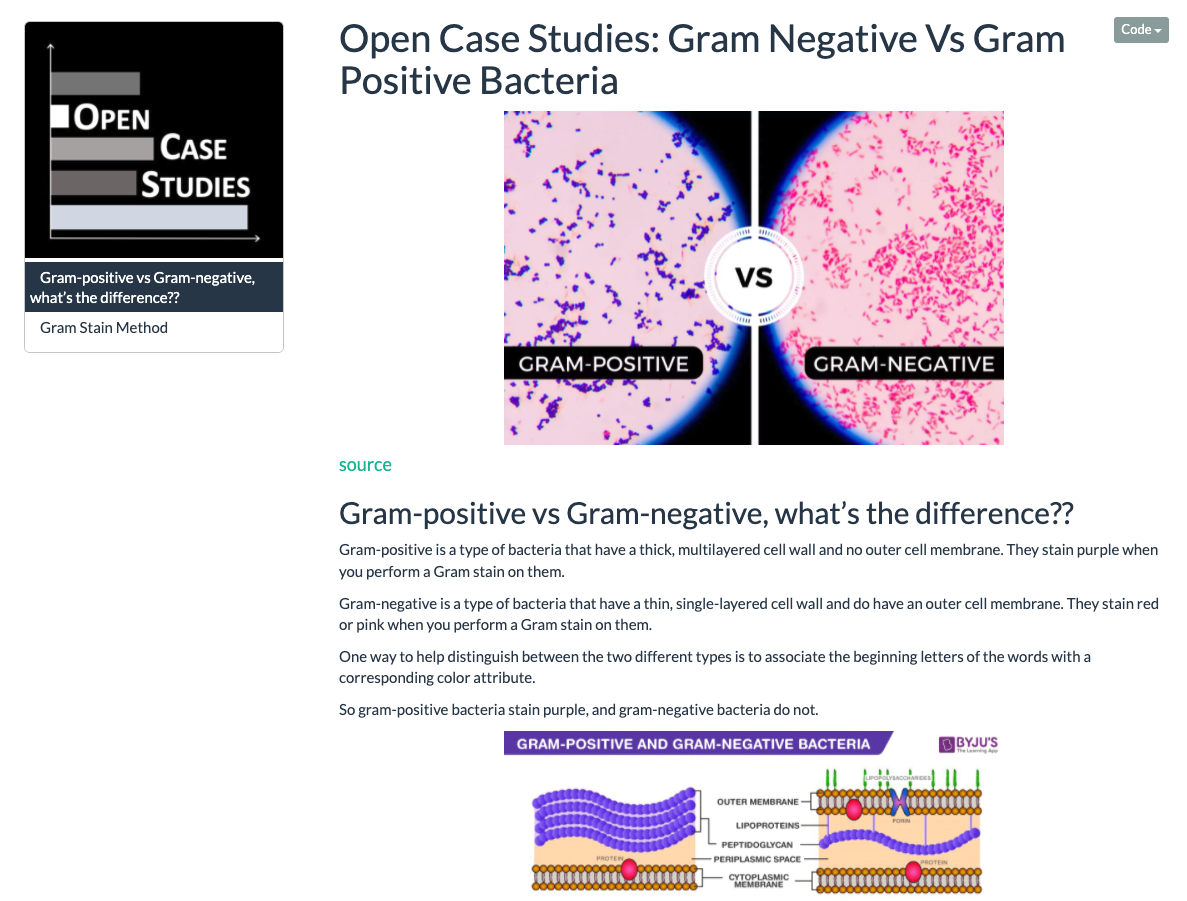 OPEN
CASE
STUDIES
Gram-positive vs Gram-negative,
what's the difference??
Gram Stain Method
Code
Open Case Studies: Gram Negative Vs Gram
Positive Bacteria
VS
GRAM-POSITIVE
GRAM-NEGATIVE
source
Gram-positive vs Gram-negative, what’s the difference??
Gram-positive is a type of bacteria that have a thick, multilayered cell wall and no outer cell membrane. They stain purple when
you perform a Gram stain on them.
Gram-negative is a type of bacteria that have a thin, single-layered cell wall and do have an outer cell membrane. They stain red
or pink when you perform a Gram stain on them.
One way to help distinguish between the two different types is to associate the beginning letters of the words with a
corresponding color attribute.
So gram-positive bacteria stain purple, and gram-negative bacteria do not.
GRAM-POSITIVE AND GRAM-NEGATIVE BACTERIA
BYJU'S
The Learning App
LIPOPOLYSACCHARIDES
OUTER MEMBRANE
PORIN
LIPOPROTEINS
PEPTIDOGLYCAN
PROTEIN
PERIPLASMIC SPACE
PROTEIN
CYTOPLASMIC
MEMBRANE